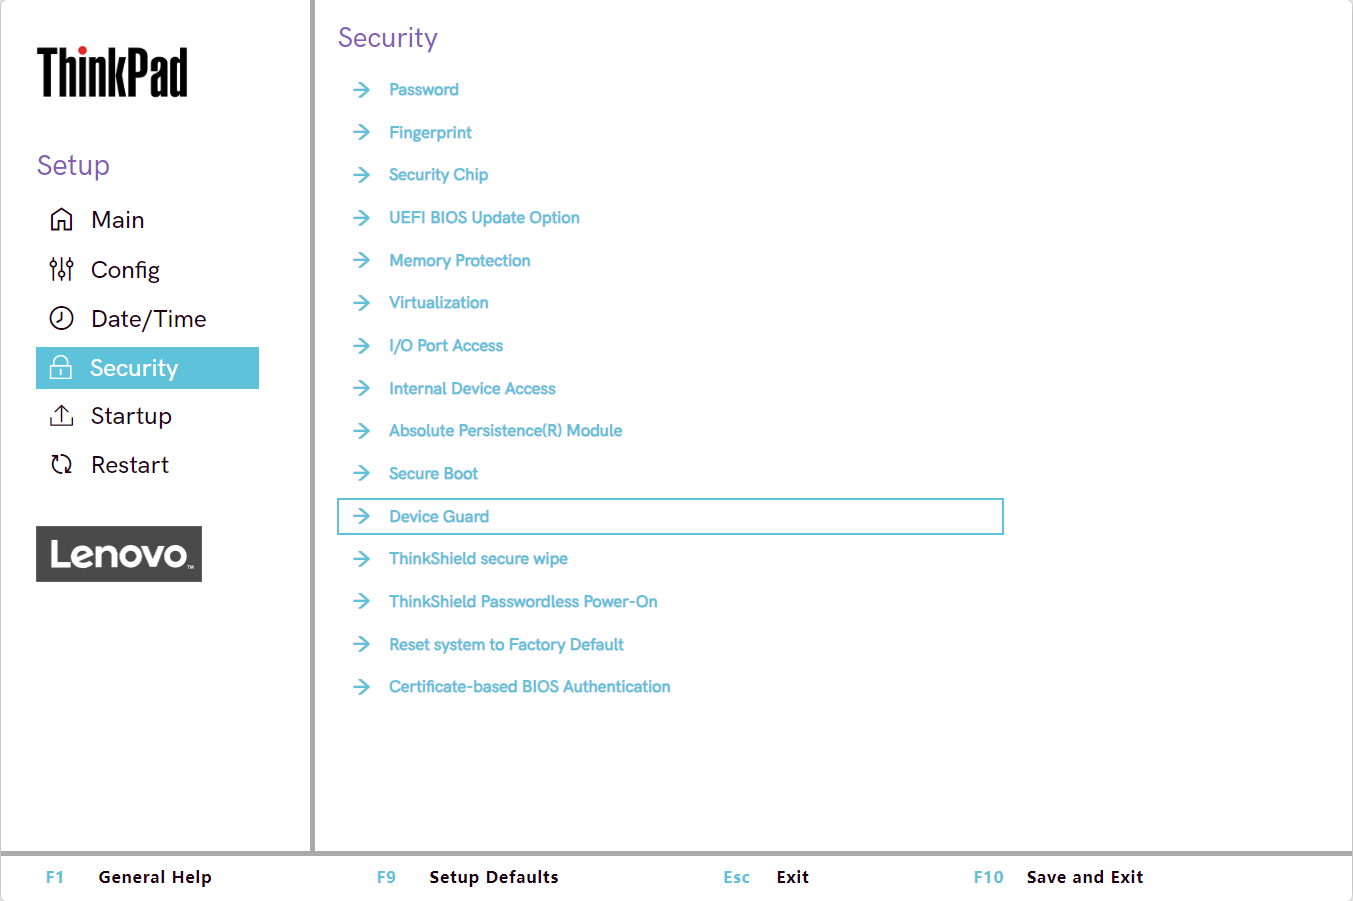 ThinkPad
Setup
Main
Config
Date/Time
Security
Startup
Restart
Lenovo™
Security
Password
Fingerprint
Security Chip
UEFI BIOS Update Option
Memory Protection
Virtualization
I/O Port Access
Internal Device Access
Absolute Persistence(R) Module
Secure Boot
Device Guard
ThinkShield secure wipe
ThinkShield Passwordless Power-On
Reset system to Factory Default
Certificate-based BIOS Authentication
F1 General Help F9 Setup Defaults Esc Exit F10 Save and Exit